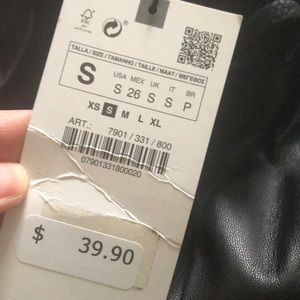 FSC
TALLA / SIZE / TAMANHO / TAILLE / MAAT / ΜΕΓΕΘΟΣ
S
USA MEX UK IT BR
S 26 S S P
XS S M L XL
ART.: 7901 / 331 / 800
07901331800020
$ 39.90